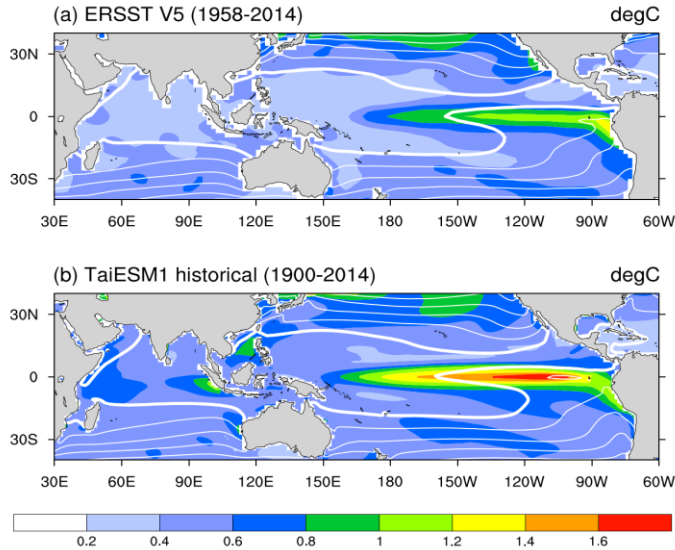 (a) ERSST V5 (1958-2014) degC
30N
0
30S
30E 60E 90E 120E 150E 180 150W 120W 90W 60W
(b) TaiESM1 historical (1900-2014) degC
30N
0
30S
30E 60E 90E 120E 150E 180 150W 120W 90W 60W
0.2 0.4 0.6 0.8 1 1.2 1.4 1.6